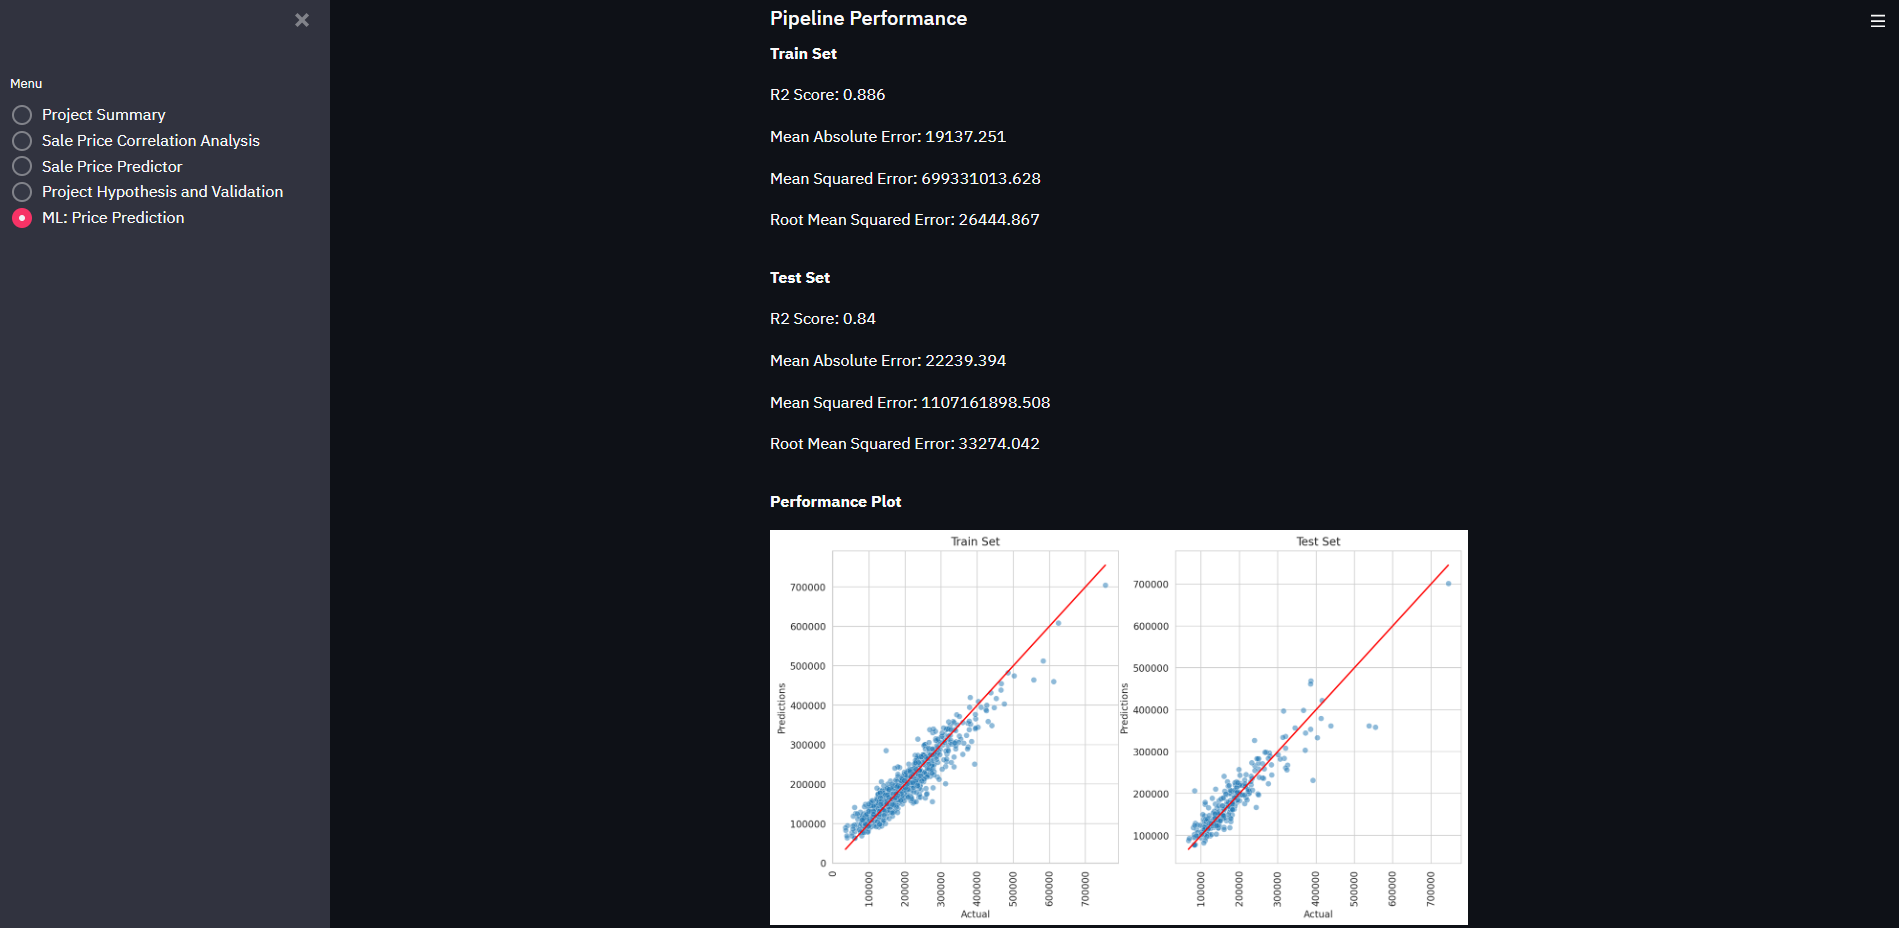 Menu
Project Summary
Sale Price Correlation Analysis
Sale Price Predictor
Project Hypothesis and Validation
ML: Price Prediction
Pipeline Performance
Train Set
R2 Score: 0.886
Mean Absolute Error: 19137.251
Mean Squared Error: 699331013.628
Root Mean Squared Error: 26444.867
Test Set
R2 Score: 0.84
Mean Absolute Error: 22239.394
Mean Squared Error: 1107161898.508
Root Mean Squared Error: 33274.042
Performance Plot
Train Set
700000
600000
500000
400000
300000
200000
100000
0
Predictions
0 100000 200000 300000 400000 500000 600000 700000
Actual
Test Set
700000
600000
500000
400000
300000
200000
100000
Predictions
100000 200000 300000 400000 500000 600000 700000
Actual